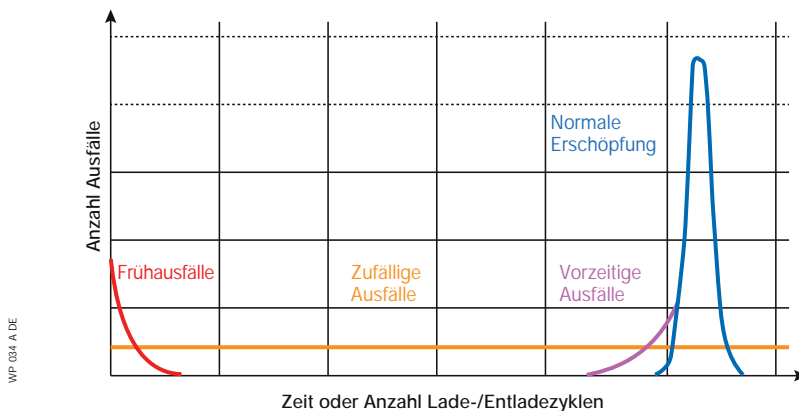 Anzahl Ausfälle
Normale
Erschöpfung
Frühausfälle
Zufällige
Ausfälle
Vorzeitige
Ausfälle
WP 034 A DE
Zeit oder Anzahl Lade-/Entladezyklen